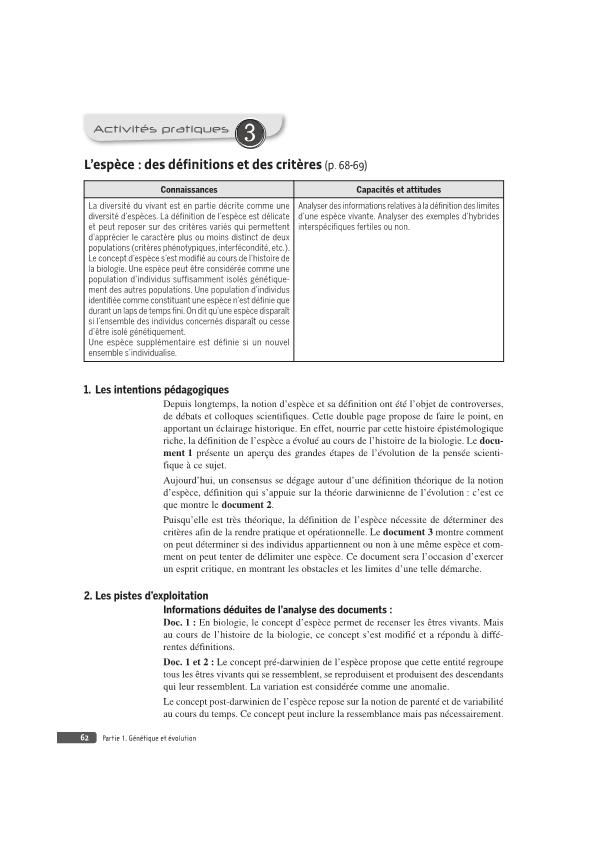 Activités pratiques 3
L'espèce : des définitions et des critères (p. 68-69)
Connaissances
Capacités et attitudes
La diversité du vivant est en partie décrite comme une
diversité d'espèces. La définition de l'espèce est délicate
et peut reposer sur des critères variés qui permettent
d'apprécier le caractère plus ou moins distinct de deux
populations (critères phénotypiques, interfécondité, etc.).
Le concept d'espèce s'est modifié au cours de l'histoire de
la biologie. Une espèce peut être considérée comme une
population d'individus suffisamment isolés génétique-
ment des autres populations. Une population d'individus
identifiée comme constituant une espèce n'est définie que
durant un laps de temps fini. On dit qu'une espèce disparaît
si l'ensemble des individus concernés disparaît ou cesse
d'être isolé génétiquement.
Une espèce supplémentaire est définie si un nouvel
ensemble s'individualise.
Analyser des informations relatives à la définition des limites
d'une espèce vivante. Analyser des exemples d'hybrides
interspécifiques fertiles ou non.
1. Les intentions pédagogiques
Depuis longtemps, la notion d'espèce et sa définition ont été l'objet de controverses,
de débats et colloques scientifiques. Cette double page propose de faire le point, en
apportant un éclairage historique. En effet, nourrie par cette histoire épistémologique
riche, la définition de l'espèce a évolué au cours de l'histoire de la biologie. Le docu-
ment 1 présente un aperçu des grandes étapes de l'évolution de la pensée scienti-
fique à ce sujet.
Aujourd'hui, un consensus se dégage autour d'une définition théorique de la notion
d'espèce, définition qui s'appuie sur la théorie darwinienne de l'évolution : c'est ce
que montre le document 2.
Puisqu'elle est très théorique, la définition de l'espèce nécessite de déterminer des
critères afin de la rendre pratique et opérationnelle. Le document 3 montre comment
on peut déterminer si des individus appartiennent ou non à une même espèce et com-
ment on peut tenter de délimiter une espèce. Ce document sera l'occasion d'exercer
un esprit critique, en montrant les obstacles et les limites d'une telle démarche.
2. Les pistes d'exploitation
Informations déduites de l'analyse des documents :
Doc. 1 : En biologie, le concept d'espèce permet de recenser les êtres vivants. Mais
au cours de l'histoire de la biologie, ce concept s'est modifié et a répondu à diffé-
rentes définitions.
Doc. 1 et 2 : Le concept pré-darwinien de l'espèce propose que cette entité regroupe
tous les êtres vivants qui se ressemblent, se reproduisent et produisent des descendants
qui leur ressemblent. La variation est considérée comme une anomalie.
Le concept post-darwinien de l'espèce repose sur la notion de parenté et de variabilité
au cours du temps. Ce concept peut inclure la ressemblance mais pas nécessairement.
62 Partie 1. Génétique et évolution